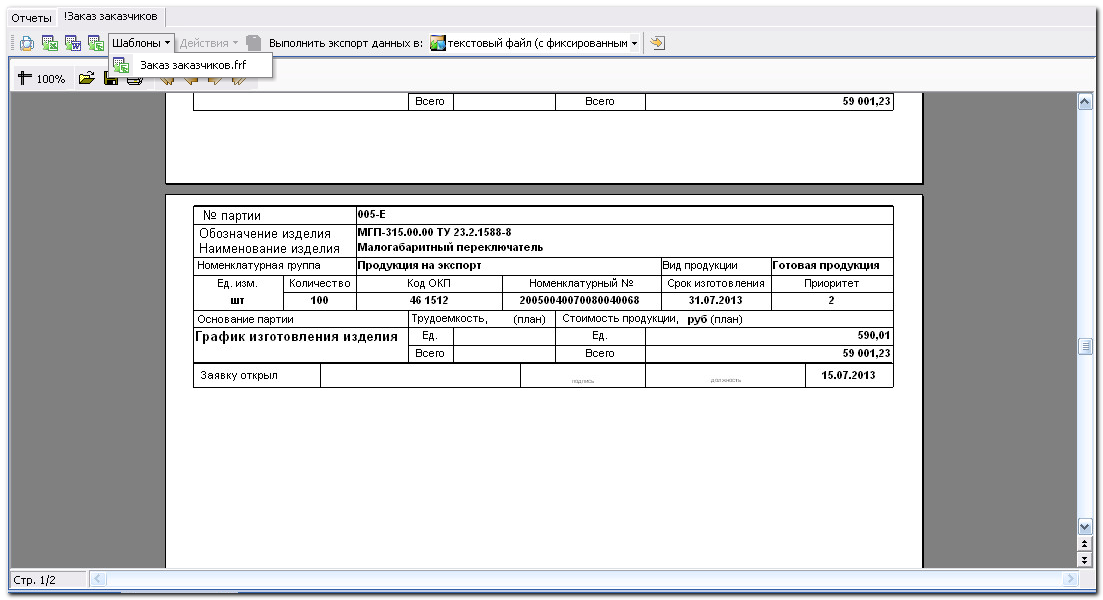 Отчеты !Заказ заказчиков
Шаблоны Действия Выполнить экспорт данных в: текстовый файл (с фиксированным
Заказ заказчиков.frf
100%
Всего Всего 59 001,23
№ партии 005-Е
Обозначение изделия МГП-315.00.00 ТУ 23.2.1588-8
Наименование изделия Малогабаритный переключатель
Номенклатурная группа Продукция на экспорт Вид продукции Готовая продукция
Ед. изм. Количество Код ОКП Номенклатурный № Срок изготовления Приоритет
шт 100 46 1512 20050040070080040068 31.07.2013 2
Основание партии Трудоемкость, (план) Стоимость продукции, руб (план)
График изготовления изделия Ед. Ед. 590,01
Всего Всего 59 001,23
Заявку открыл подпись должность 15.07.2013
Стр. 1/2